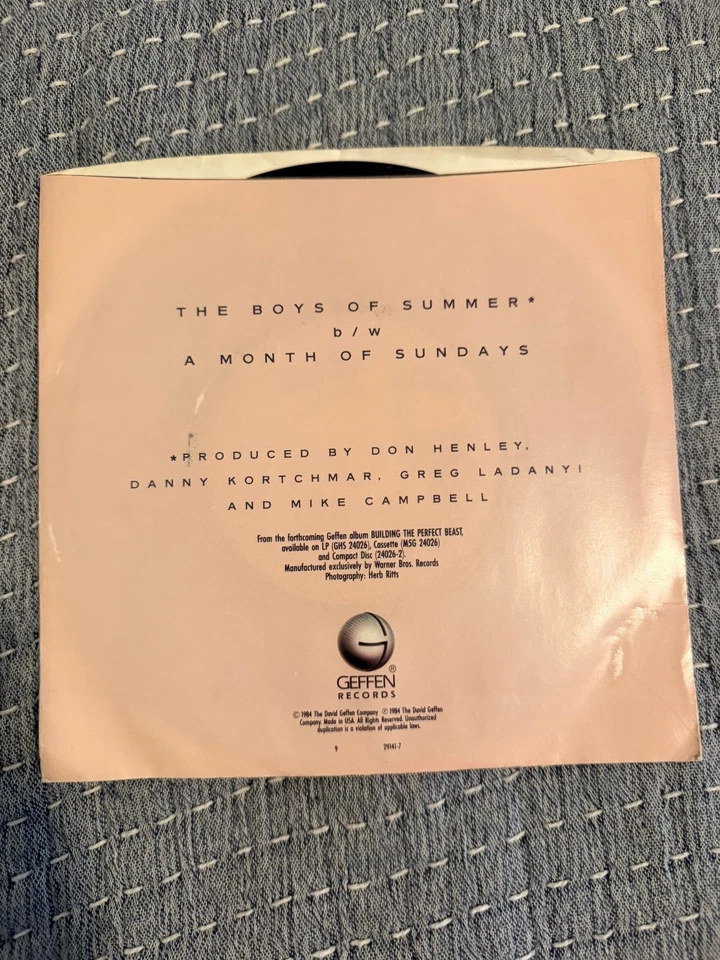 THE BOYS OF SUMMER*
b/w
A MONTH OF SUNDAYS
*PRODUCED BY DON HENLEY,
DANNY KORTCHMAR, GREG LADANYI
AND MIKE CAMPBELL
From the forthcoming Geffen album BUILDING THE PERFECT BEAST,
available on LP (GHS 24026), Cassette (M5G 24026)
and Compact Disc (24026-2).
Manufactured exclusively by Warner Bros. Records
Photography: Herb Ritts
G
®
GEFFEN
RECORDS
© 1984 The David Geffen Company ℗ 1984 The David Geffen
Company. Made in USA. All Rights Reserved. Unauthorized
duplication is a violation of applicable laws.
9 29141-7